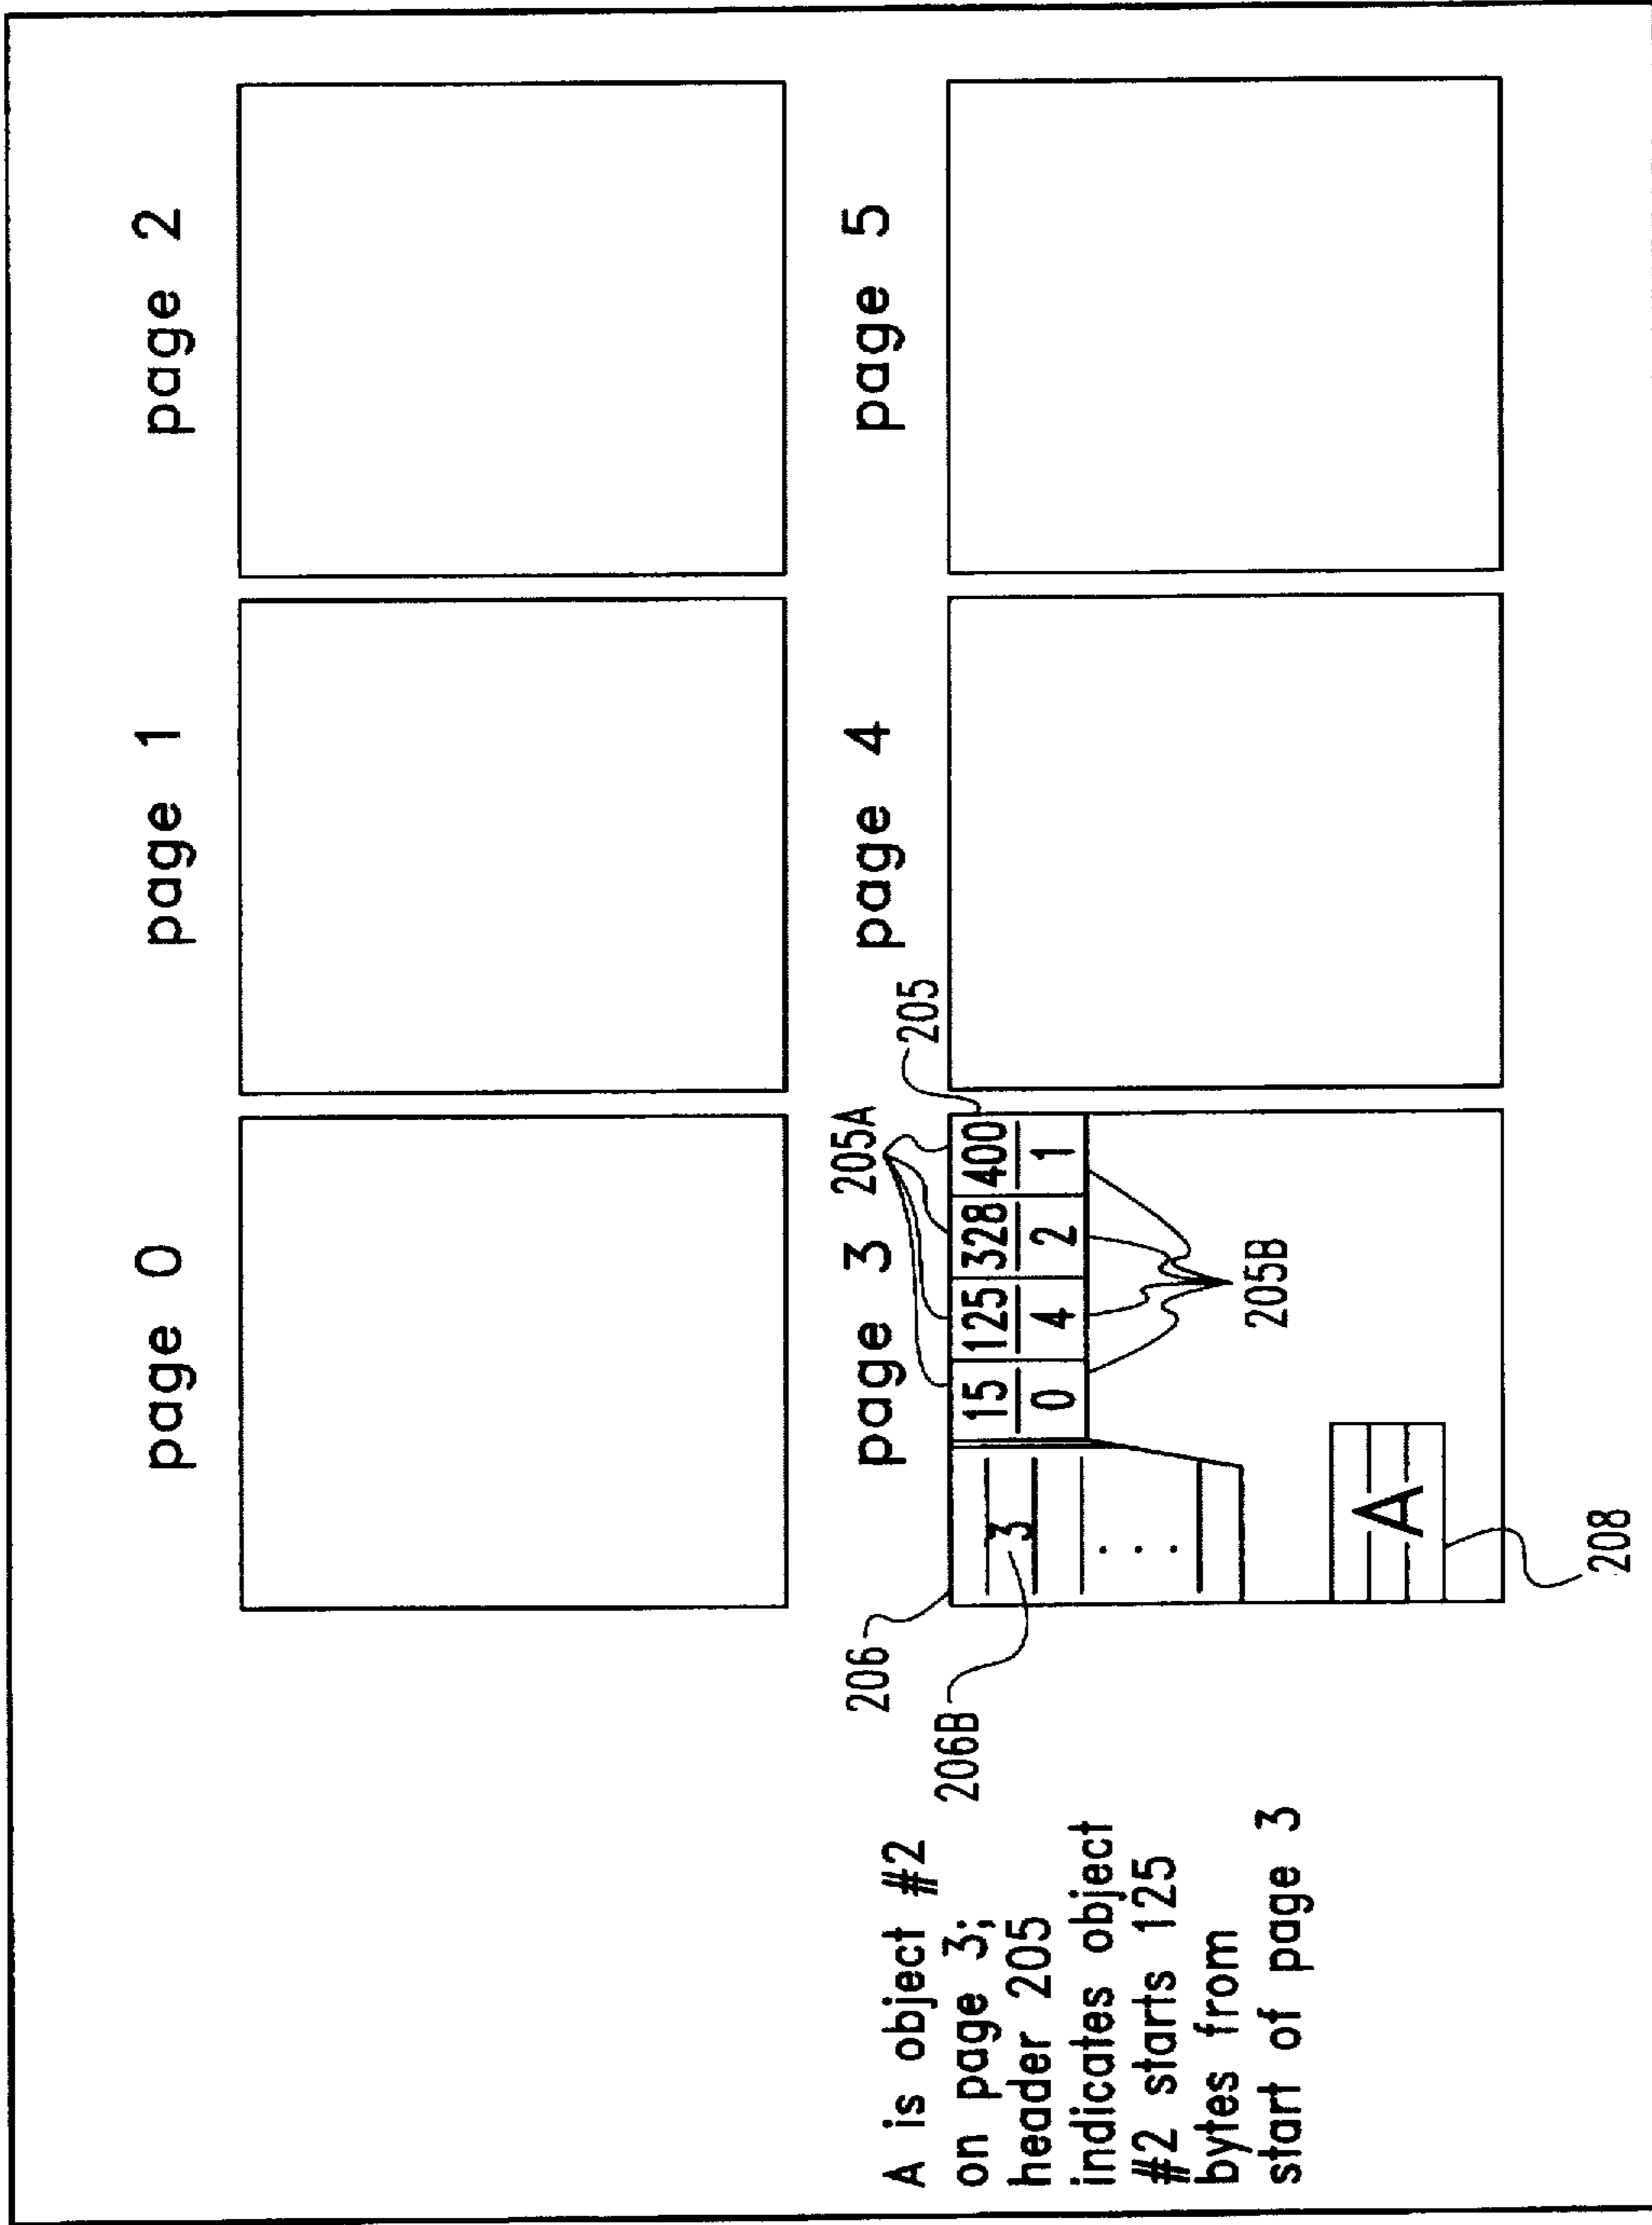 page 0
page 1
page 2
page 3
page 4
page 5
205A
205
206
206B
15 125 328 400
0 4 2 1
3
...
205B
A
208
A is object #2
on page 3;
header 205
indicates object
#2 starts 125
bytes from
start of page 3